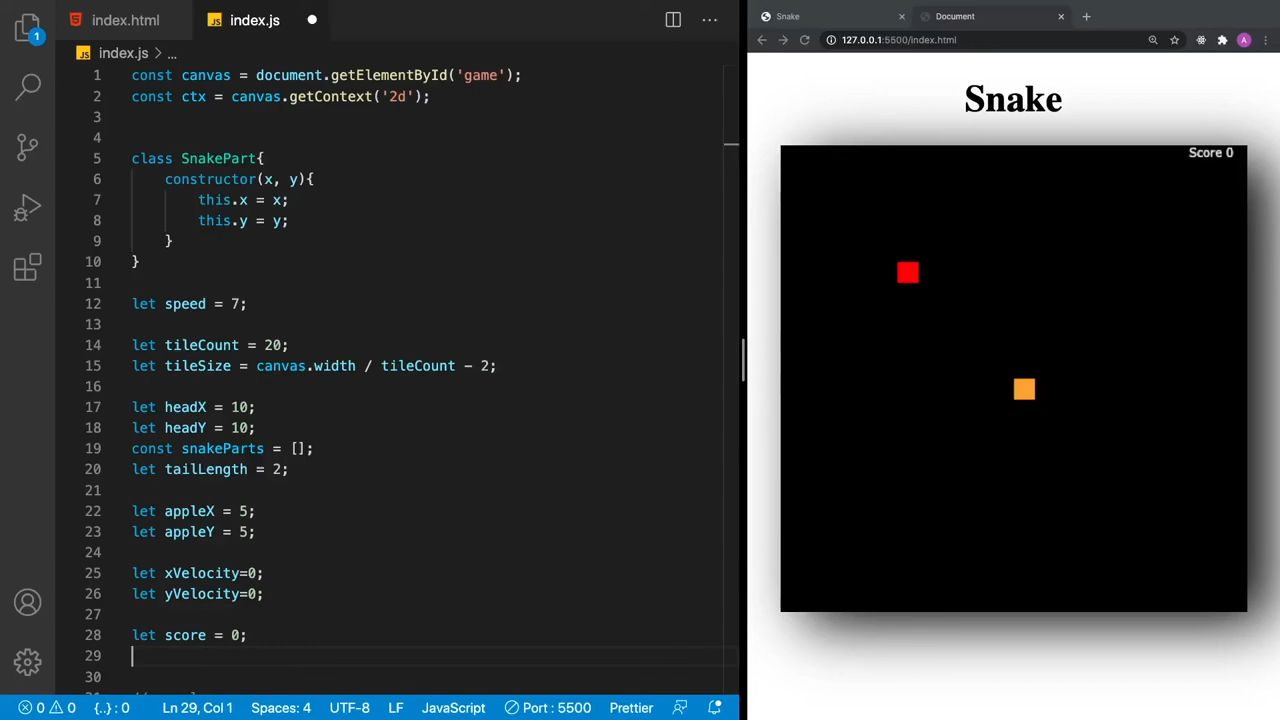 index.html
index.js
index.js > ...
1 const canvas = document.getElementById('game');
2 const ctx = canvas.getContext('2d');
3
4
5 class SnakePart{
6 constructor(x, y){
7 this.x = x;
8 this.y = y;
9 }
10 }
11
12 let speed = 7;
13
14 let tileCount = 20;
15 let tileSize = canvas.width / tileCount - 2;
16
17 let headX = 10;
18 let headY = 10;
19 const snakeParts = [];
20 let tailLength = 2;
21
22 let appleX = 5;
23 let appleY = 5;
24
25 let xVelocity=0;
26 let yVelocity=0;
27
28 let score = 0;
29
30
1
0 0 {..} : 0 Ln 29, Col 1 Spaces: 4 UTF-8 LF JavaScript Port : 5500 Prettier
Snake Document
127.0.0.1:5500/index.html A
Snake
Score 0